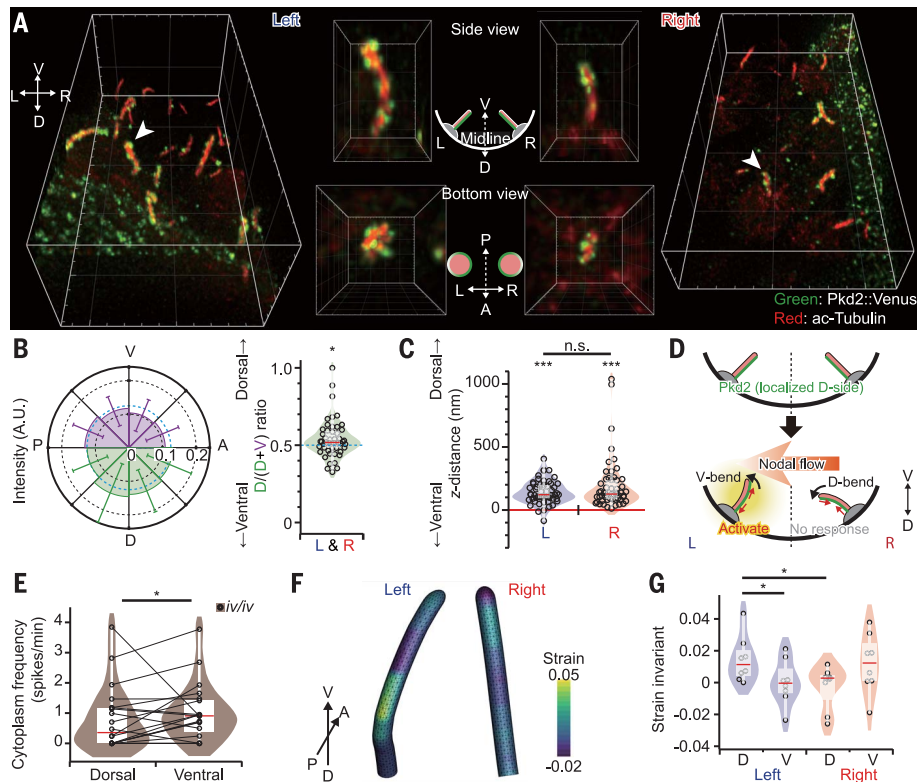 A
Left
Right
Side view
V
L
R
D
V
L
Midline
R
D
Bottom view
P
L
R
A
Green: Pkd2::Venus
Red: ac-Tubulin
B
V
P
A
D
0 0.1 0.2
Intensity (A.U.)
←Ventral Dorsal→
D/(D+V) ratio
1.0
0.5
0
*
L & R
C
←Ventral Dorsal→
z-distance (nm)
1000
500
0
n.s.
***
***
L
R
D
Pkd2 (localized D-side)
Nodal flow
V-bend
D-bend
Activate
No response
L
R
V
D
E
*
iv/iv
Cytoplasm frequency
(spikes/min)
4
3
2
1
0
Dorsal
Ventral
F
Left
Right
Strain
0.05
-0.02
V
A
P
D
G
*
*
Strain invariant
0.04
0.02
0
-0.02
-0.04
D
V
D
V
Left
Right